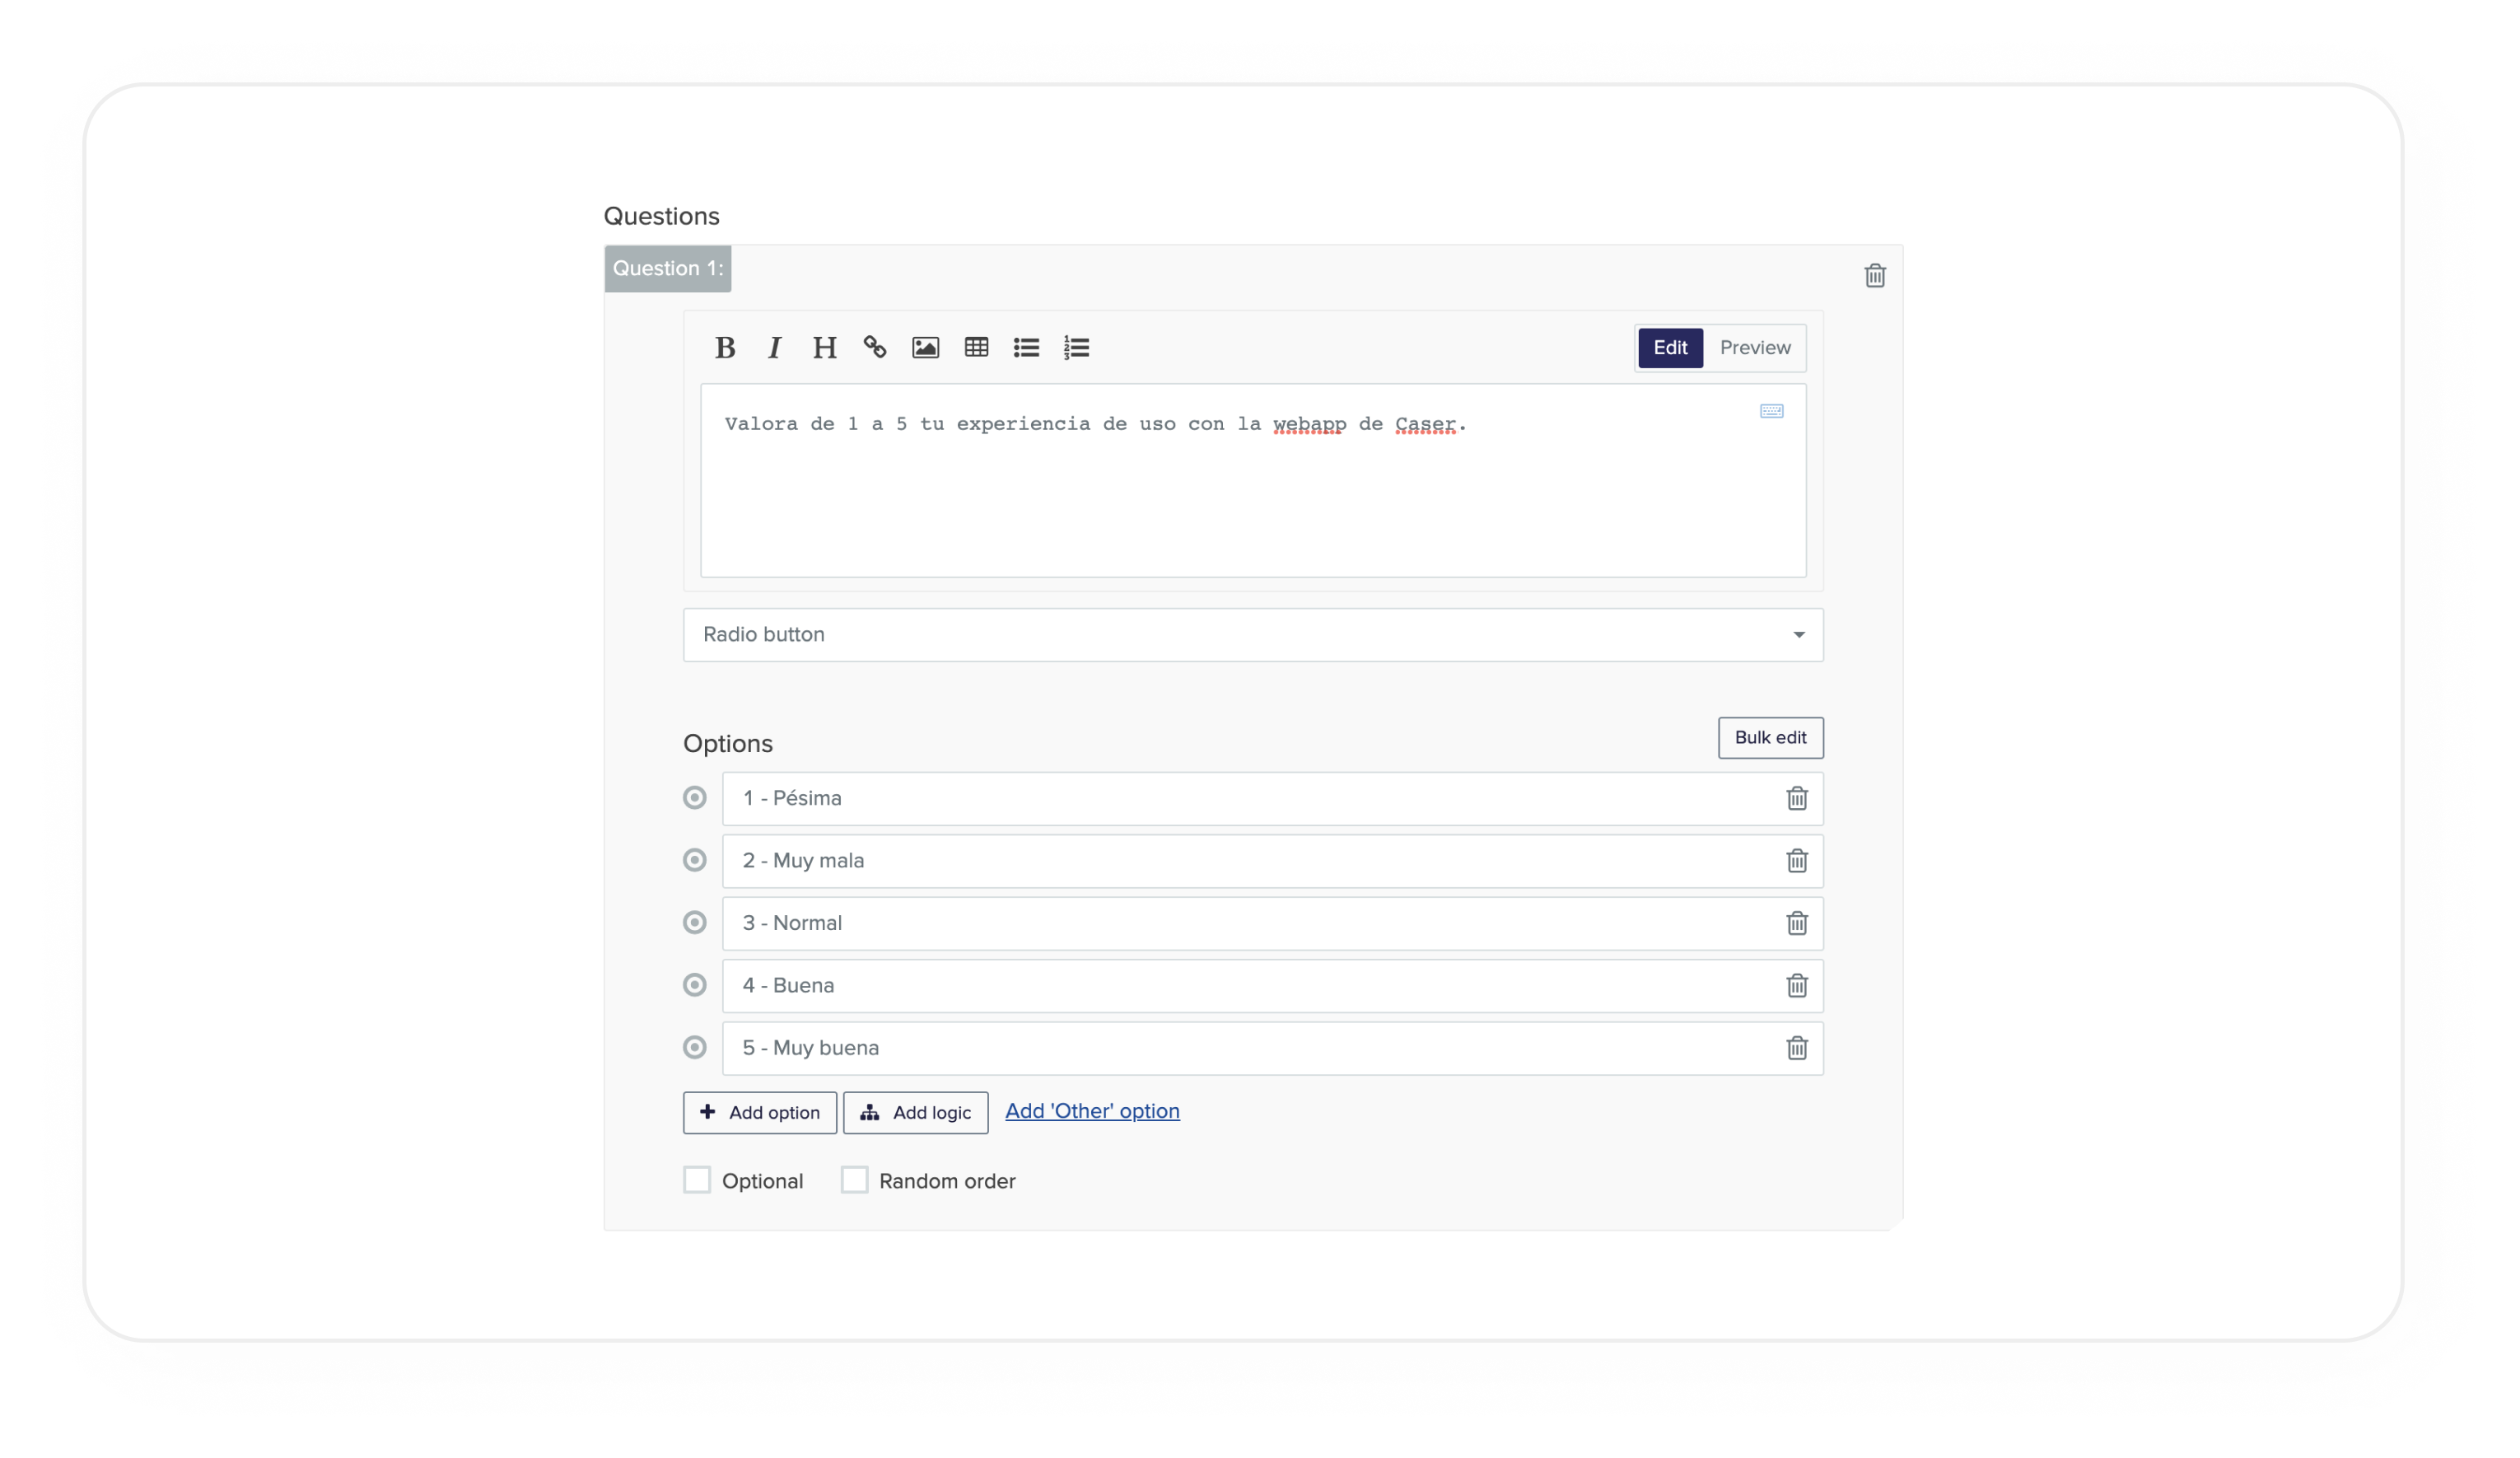 Questions
Question 1:
B I H
Edit Preview
Valora de 1 a 5 tu experiencia de uso con la webapp de Caser.
Radio button
Options
Bulk edit
1 - Pésima
2 - Muy mala
3 - Normal
4 - Buena
5 - Muy buena
Add option Add logic Add 'Other' option
Optional Random order